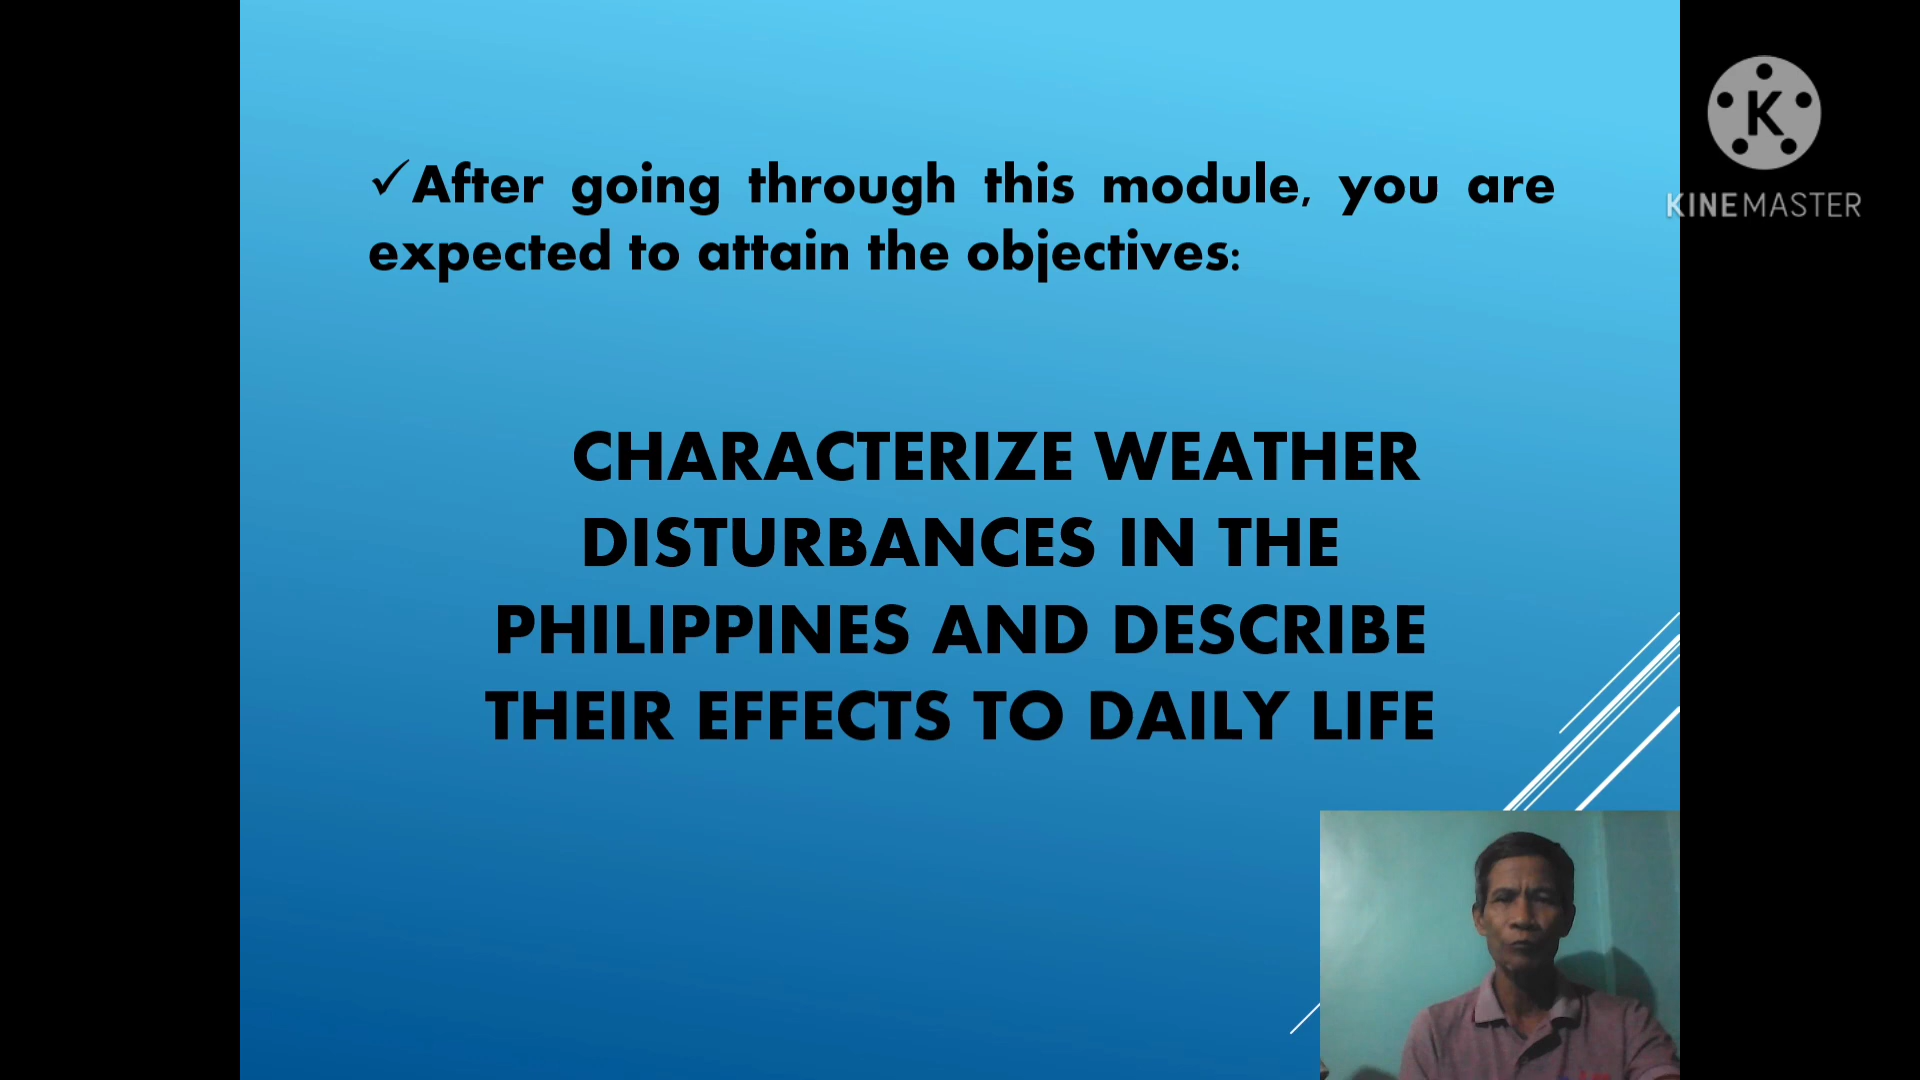 ✓After going through this module, you are
expected to attain the objectives:
CHARACTERIZE WEATHER
DISTURBANCES IN THE
PHILIPPINES AND DESCRIBE
THEIR EFFECTS TO DAILY LIFE
K
KINEMASTER